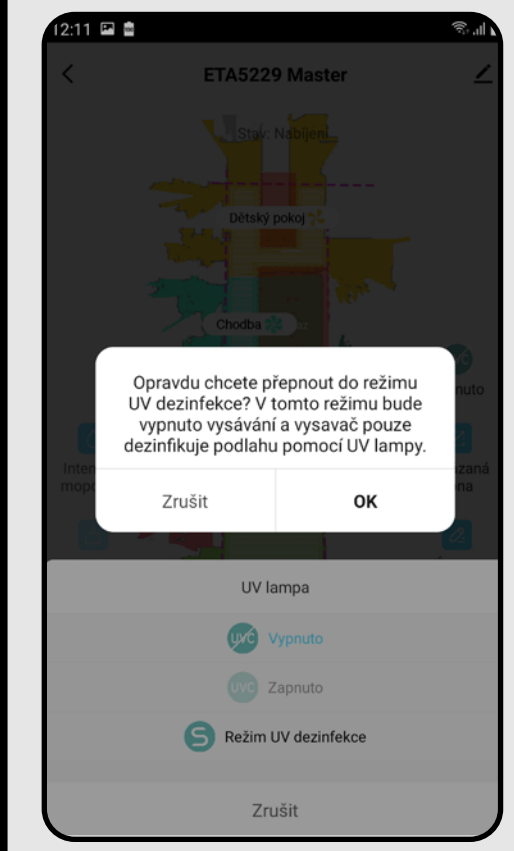 12:11
ETA5229 Master
Stav: Nabíjení
Dětský pokoj
Chodba
Opravdu chcete přepnout do režimu
UV dezinfekce? V tomto režimu bude
vypnuto vysávání a vysavač pouze
dezinfikuje podlahu pomocí UV lampy.
Zrušit
OK
UV lampa
UVC Vypnuto
UVC Zapnuto
S Režim UV dezinfekce
Zrušit